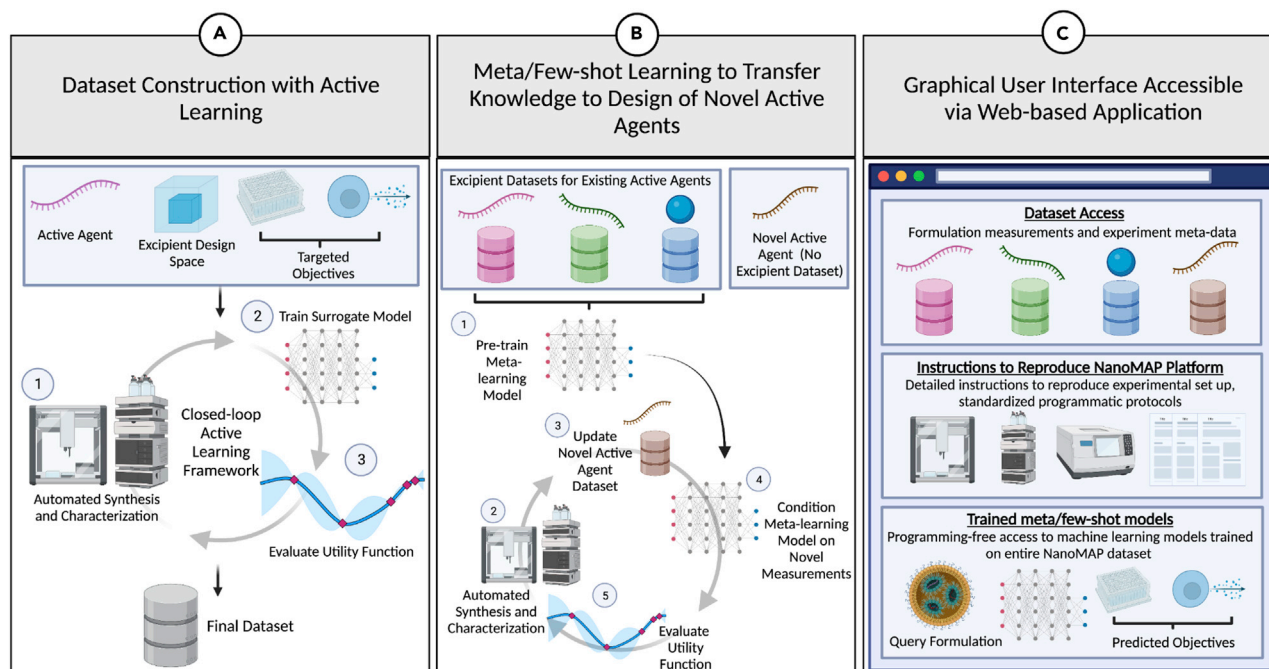 A
Dataset Construction with Active
Learning
Active Agent
Excipient Design
Space
Targeted
Objectives
2
Train Surrogate Model
1
Closed-loop
Active
Learning
Framework
3
Automated Synthesis
and Characterization
Evaluate Utility Function
Final Dataset
B
Meta/Few-shot Learning to Transfer
Knowledge to Design of Novel Active
Agents
Excipient Datasets for Existing Active Agents
Novel Active
Agent (No
Excipient Dataset)
1
Pre-train
Meta-
learning
Model
3
Update
Novel Active
Agent
Dataset
4
Condition
Meta-learning
Model on
Novel
Measurements
2
Automated
Synthesis and
Characterization
5
Evaluate
Utility
Function
C
Graphical User Interface Accessible
via Web-based Application
Dataset Access
Formulation measurements and experiment meta-data
Instructions to Reproduce NanoMAP Platform
Detailed instructions to reproduce experimental set up,
standardized programmatic protocols
Trained meta/few-shot models
Programming-free access to machine learning models trained
on entire NanoMAP dataset
Query Formulation
Predicted Objectives